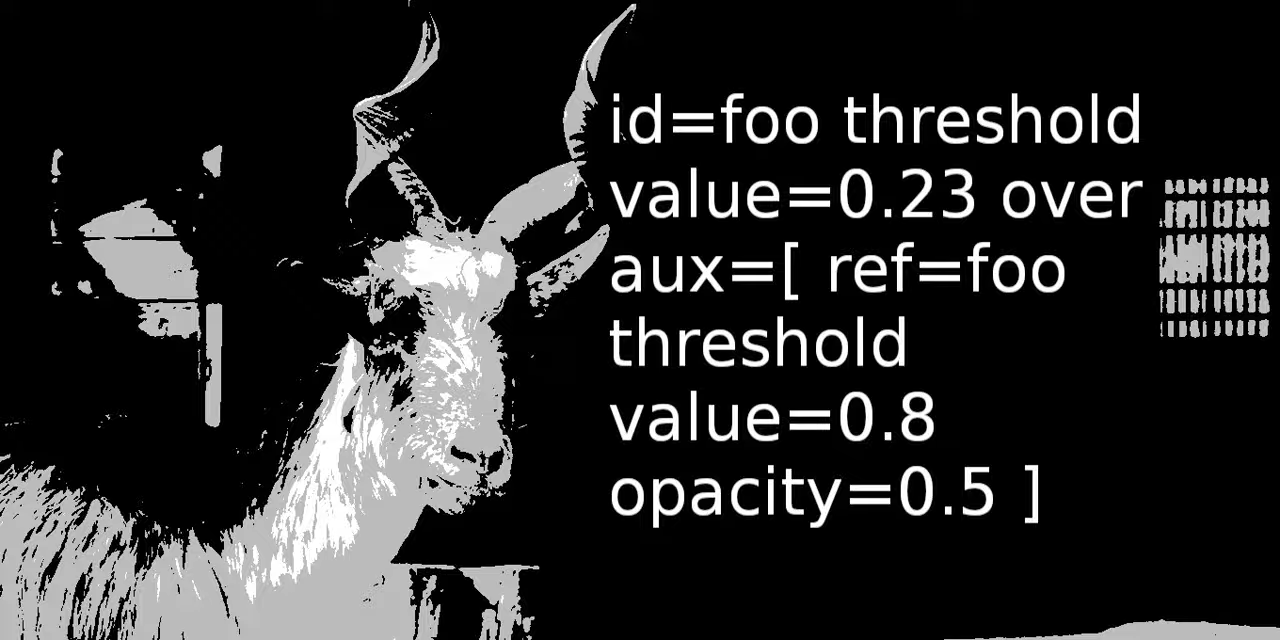 id=foo threshold
value=0.23 over
aux=[ ref=foo
threshold
value=0.8
opacity=0.5 ]